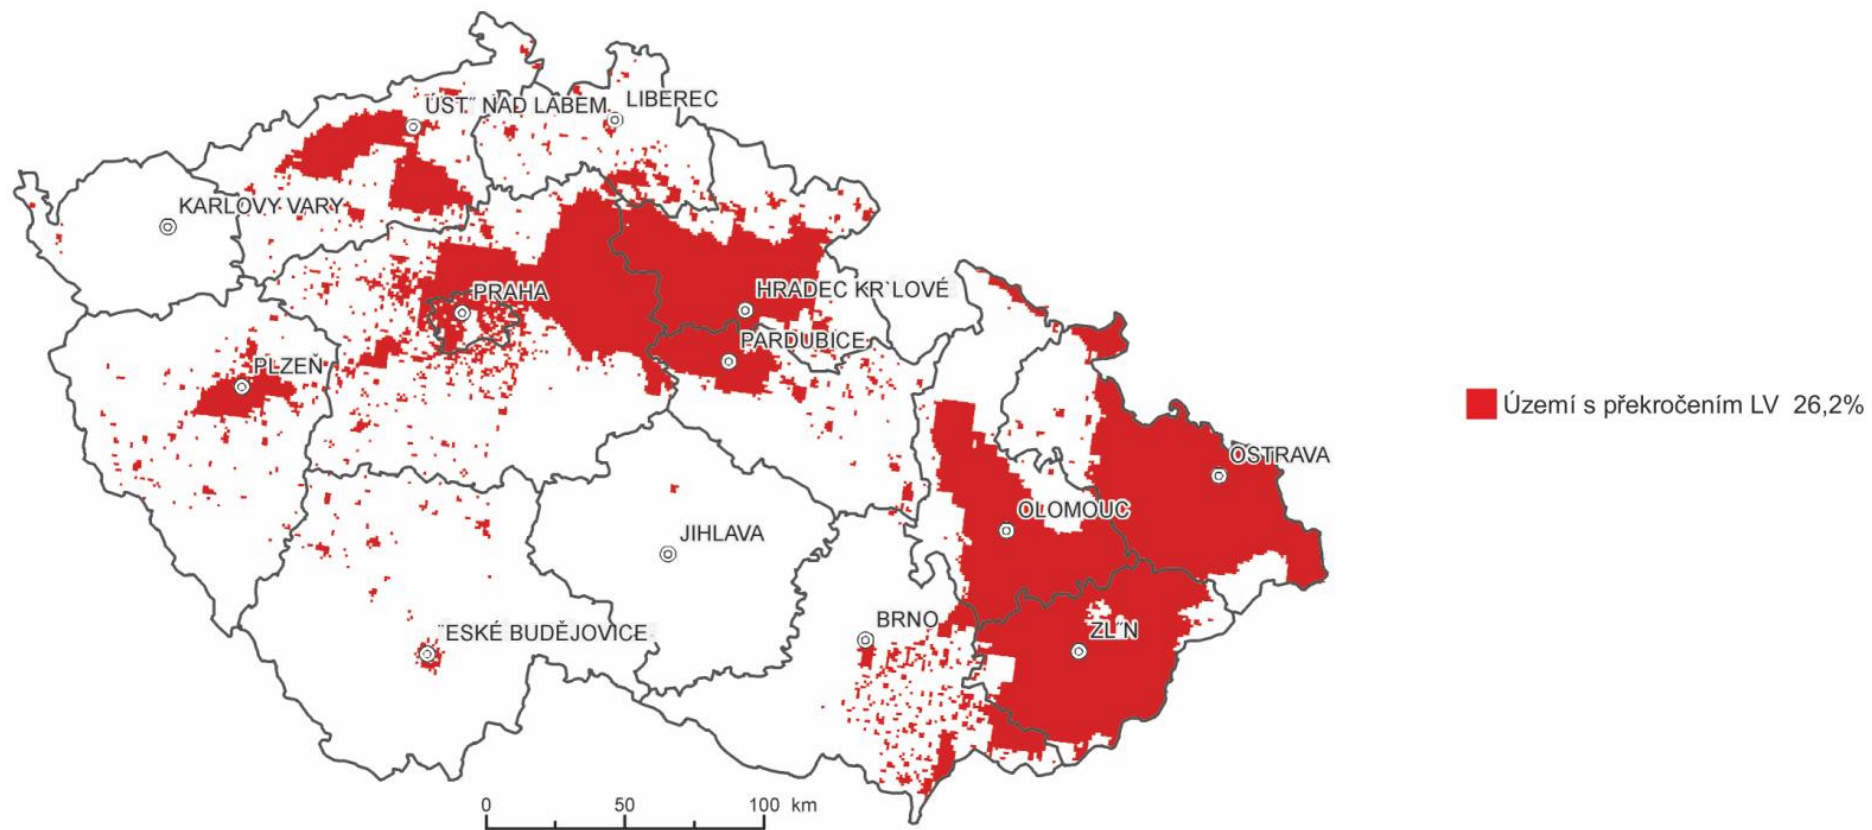 ÚST˝ NAD LABEM
LIBEREC
KARLOVY VARY
PRAHA
HRADEC KR`LOVÉ
PARDUBICE
PLZEŇ
OSTRAVA
OLOMOUC
JIHLAVA
BRNO
¨ESKÉ BUDĚJOVICE
ZL˝N
Území s překročením LV 26,2%
0 50 100 km